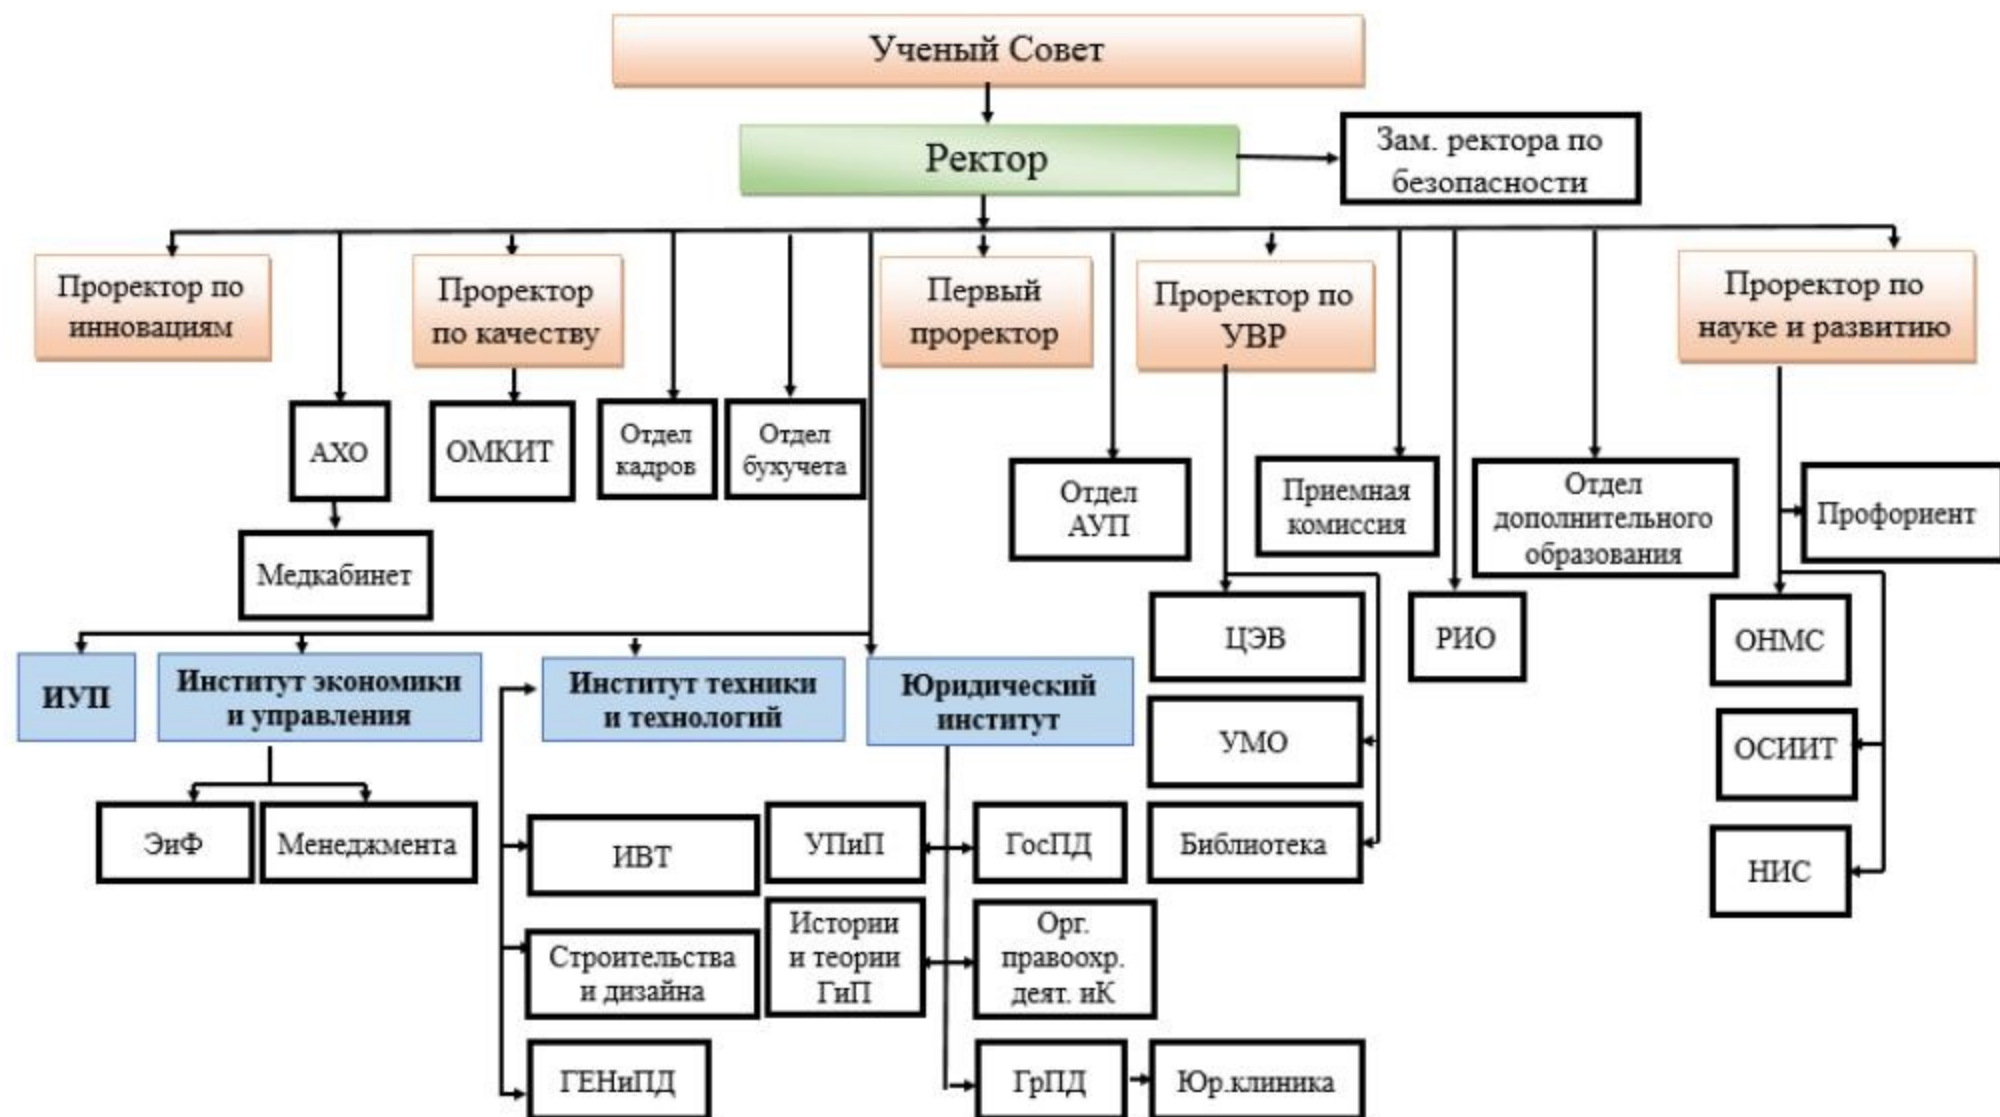 Ученый Совет
Ректор
Зам. ректора по
безопасности
Проректор по
инновациям
Проректор
по качеству
Первый
проректор
Проректор по
УВР
Проректор по
науке и развитию
АХО
ОМКИТ
Отдел
кадров
Отдел
бухучета
Отдел
АУП
Приемная
комиссия
Отдел
дополнительного
образования
Профориент
Медкабинет
ЦЭВ
РИО
ОНМС
ИУП
Институт экономики
и управления
Институт техники
и технологий
Юридический
институт
УМО
ОСИИТ
ЭиФ
Менеджмента
ИВТ
УПиП
ГосПД
Библиотека
НИС
Строительства
и дизайна
Истории
и теории
ГиП
Орг.
правоохр.
деят. иК
ГЕНиПД
ГрПД
Юр.клиника